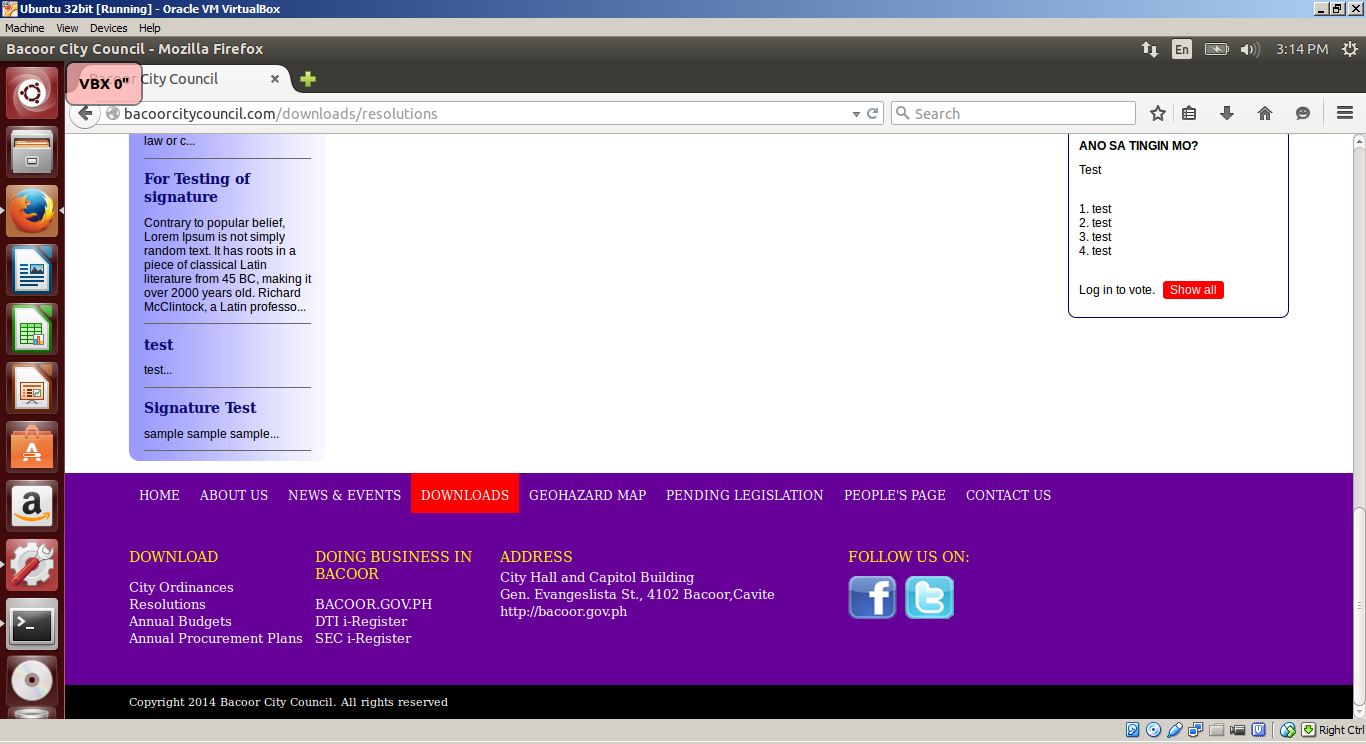 Ubuntu 32bit [Running] - Oracle VM VirtualBox
Machine View Devices Help
Bacoor City Council - Mozilla Firefox
En
3:14 PM
VBX 0"
City Council
bacoorcitycouncil.com/downloads/resolutions
Search
law or c...
For Testing of
signature
Contrary to popular belief,
Lorem Ipsum is not simply
random text. It has roots in a
piece of classical Latin
literature from 45 BC, making it
over 2000 years old. Richard
McClintock, a Latin professo...
test
test...
Signature Test
sample sample sample...
ANO SA TINGIN MO?
Test
1. test
2. test
3. test
4. test
Log in to vote. Show all
HOME ABOUT US NEWS & EVENTS DOWNLOADS GEOHAZARD MAP PENDING LEGISLATION PEOPLE'S PAGE CONTACT US
DOWNLOAD
City Ordinances
Resolutions
Annual Budgets
Annual Procurement Plans
DOING BUSINESS IN
BACOOR
BACOOR.GOV.PH
DTI i-Register
SEC i-Register
ADDRESS
City Hall and Capitol Building
Gen. Evangeslista St., 4102 Bacoor,Cavite
http://bacoor.gov.ph
FOLLOW US ON:
Copyright 2014 Bacoor City Council. All rights reserved
Right Ctrl